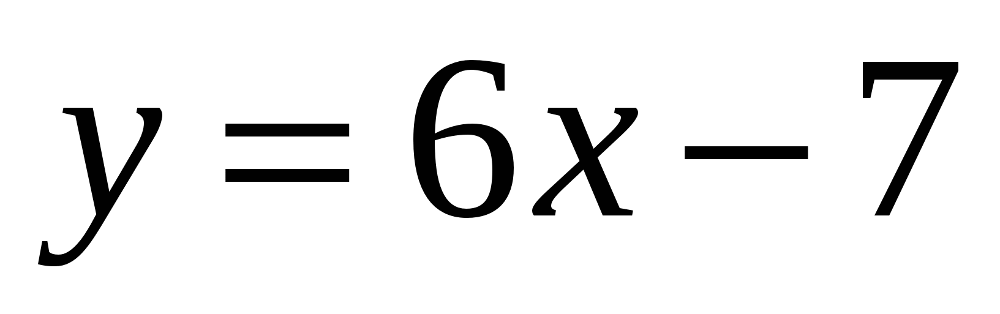 y = 6x − 7